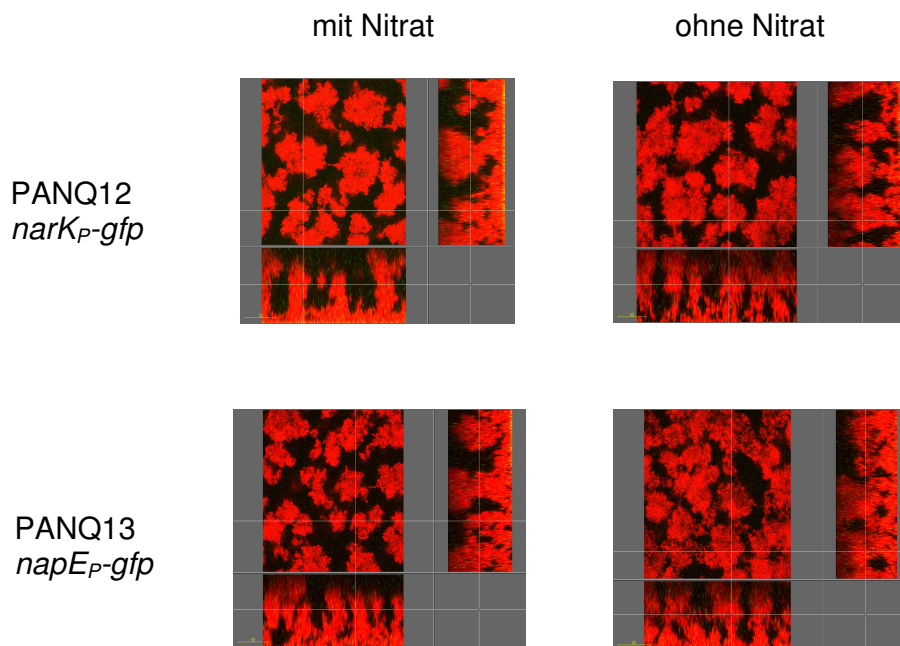 mit Nitrat
ohne Nitrat
PANQ12
narKP-gfp
PANQ13
napEP-gfp